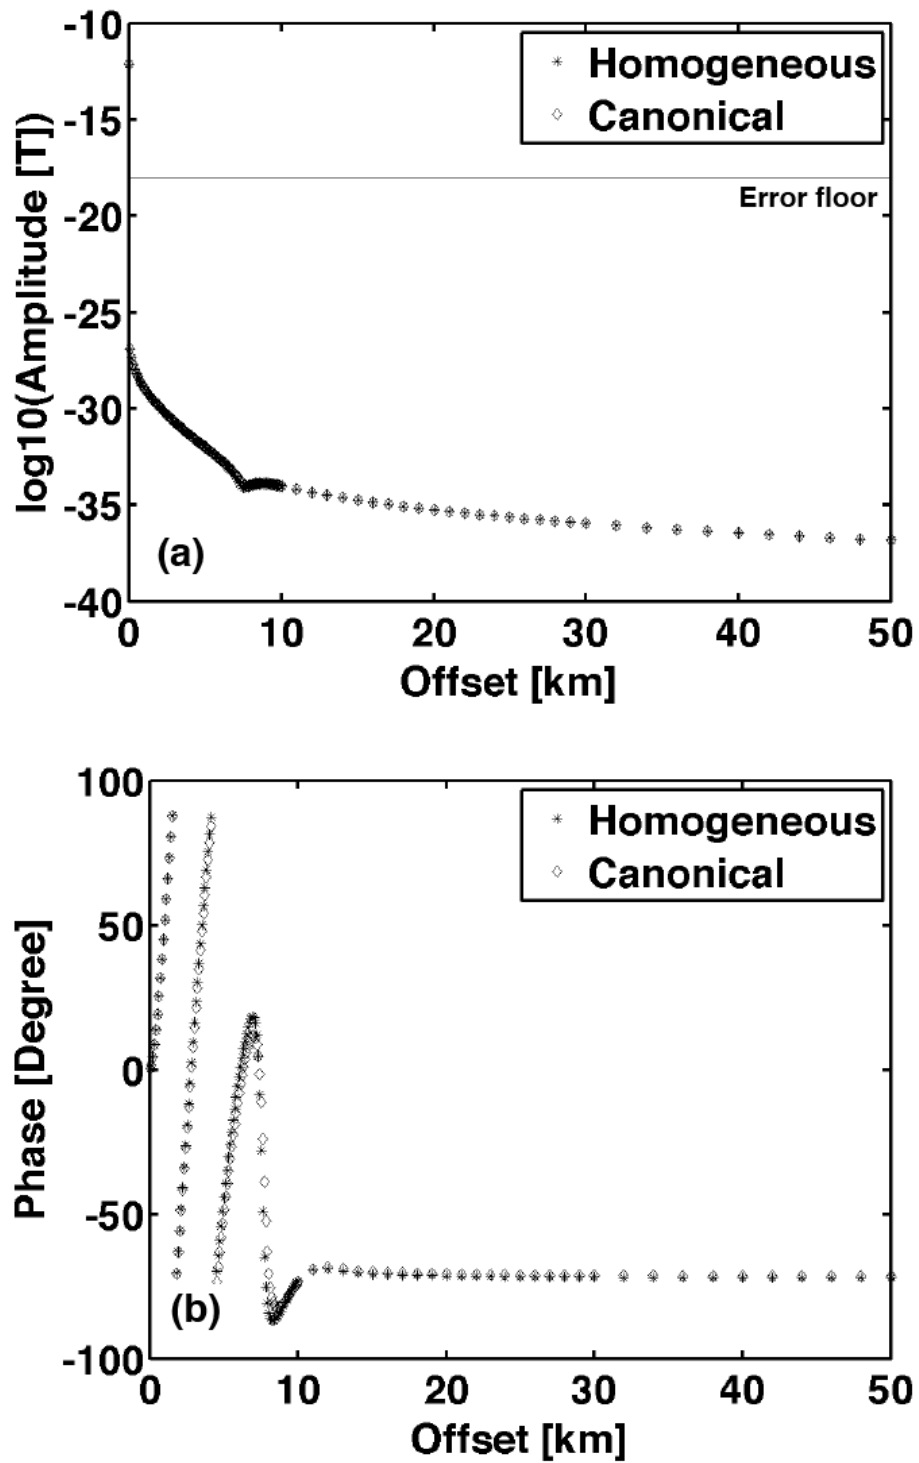 -10
Homogeneous
Canonical
-15
Error floor
-20
-25
-30
-35
-40
log10(Amplitude [T])
(a)
0 10 20 30 40 50
Offset [km]
100
Homogeneous
Canonical
50
0
-50
-100
Phase [Degree]
(b)
0 10 20 30 40 50
Offset [km]